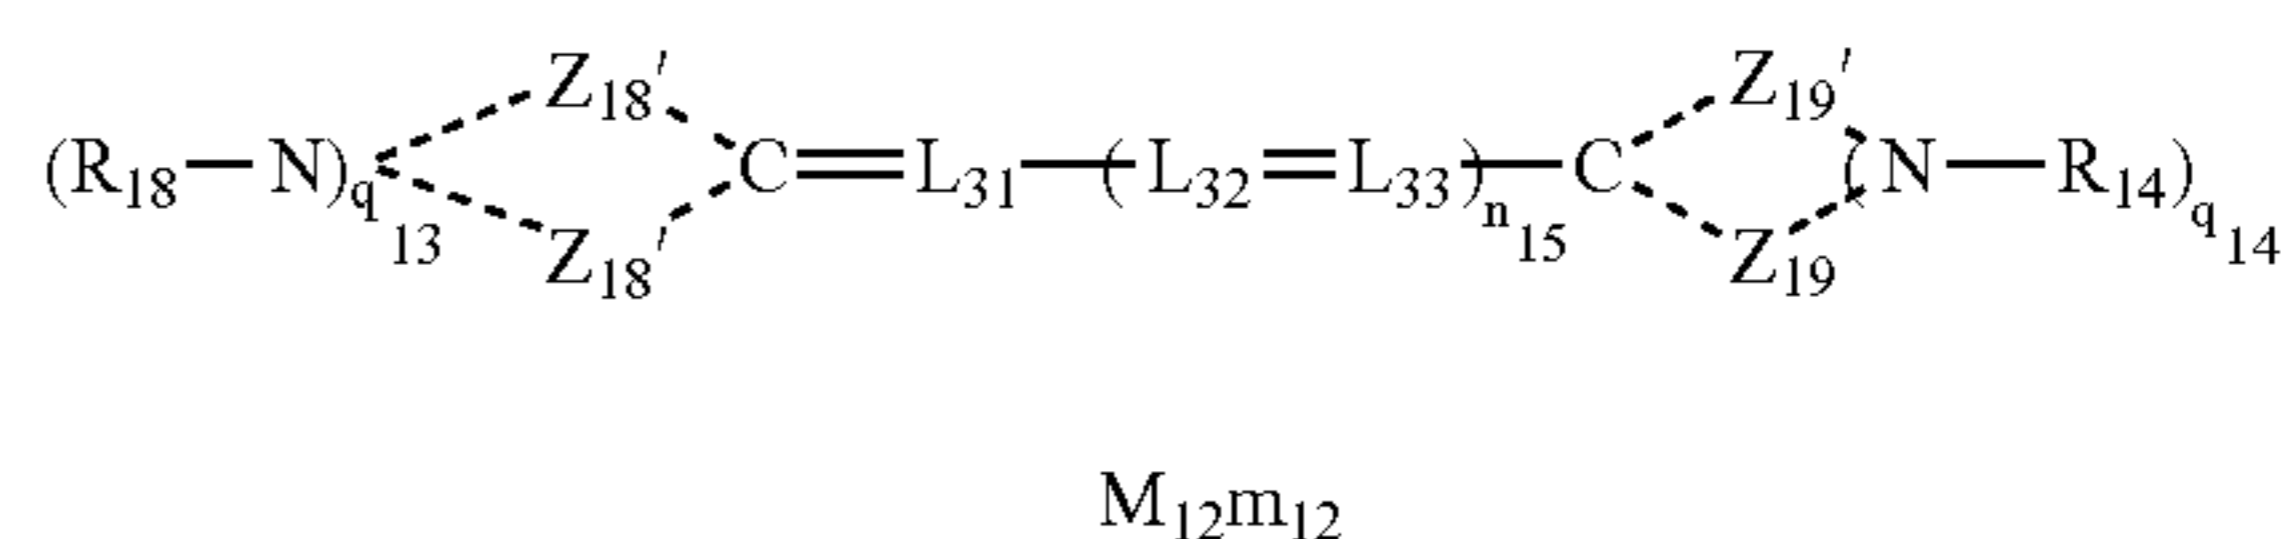 Z18′ Z19′
(R18—N)q13 C=L31—(L32=L33)n15—C (N—R14)q14
Z18′ Z19
M12m12